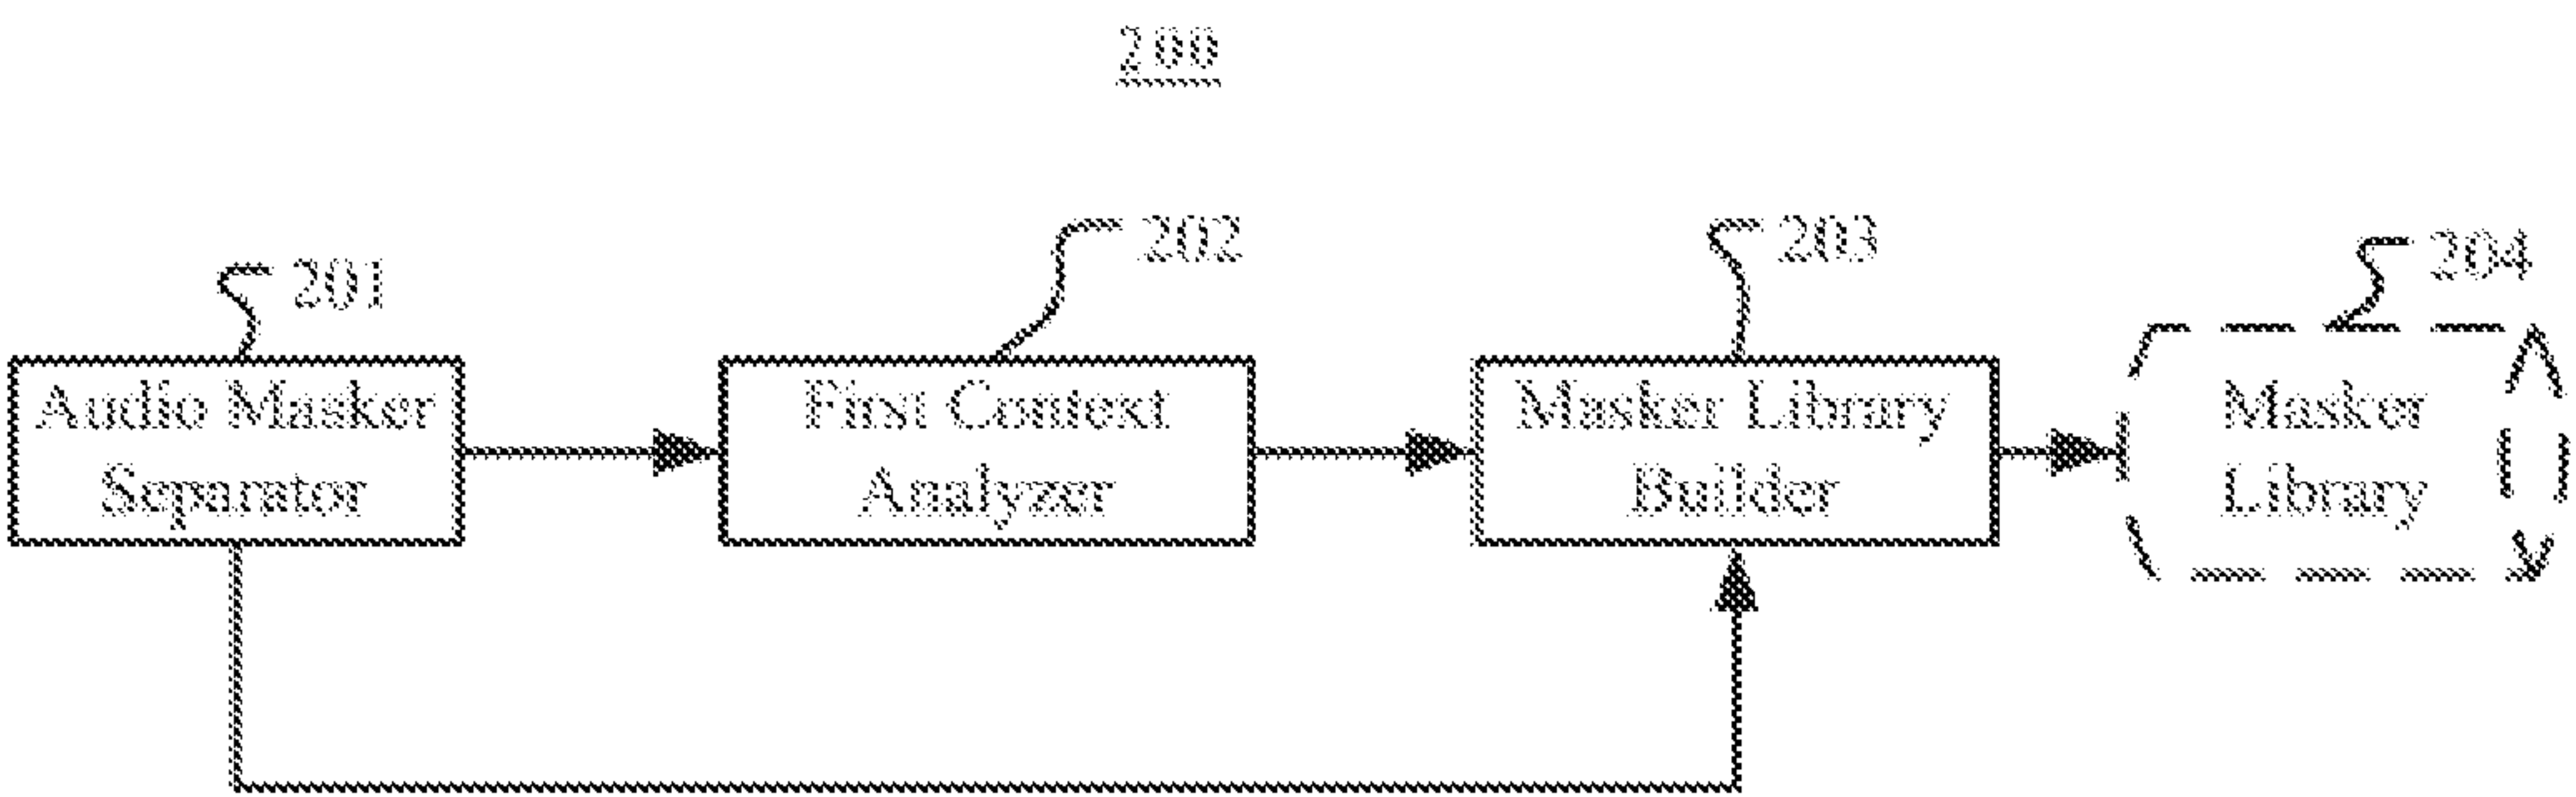 200
201
202
203
204
Audio Masker
Separator
First Context
Analyzer
Masker Library
Builder
Masker
Library